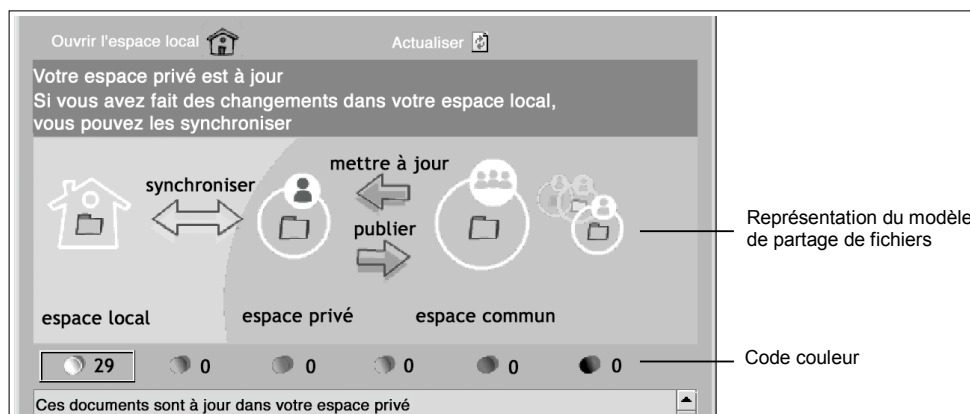 Ouvrir l'espace local
Actualiser
Votre espace privé est à jour
Si vous avez fait des changements dans votre espace local,
vous pouvez les synchroniser
mettre à jour
synchroniser
publier
espace local
espace privé
espace commun
Représentation du modèle
de partage de fichiers
29
0
0
0
0
0
Code couleur
Ces documents sont à jour dans votre espace privé